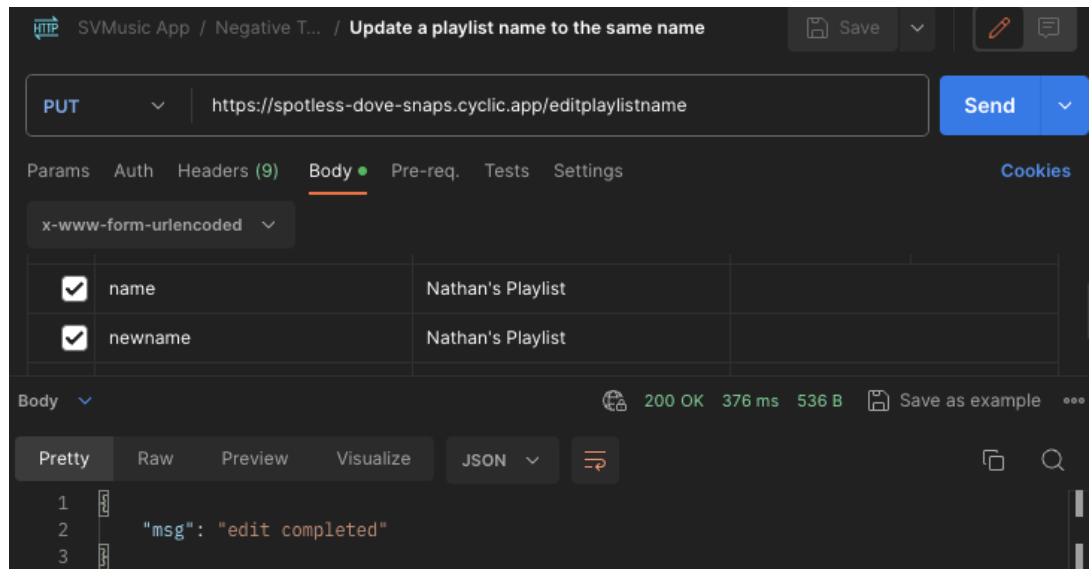 HTTP SVMusic App / Negative T... / Update a playlist name to the same name Save
PUT https://spotless-dove-snaps.cyclic.app/editplaylistname Send
Params Auth Headers (9) Body Pre-req. Tests Settings Cookies
x-www-form-urlencoded
name Nathan's Playlist
newname Nathan's Playlist
Body 200 OK 376 ms 536 B Save as example
Pretty Raw Preview Visualize JSON
1 {
2 "msg": "edit completed"
3 }